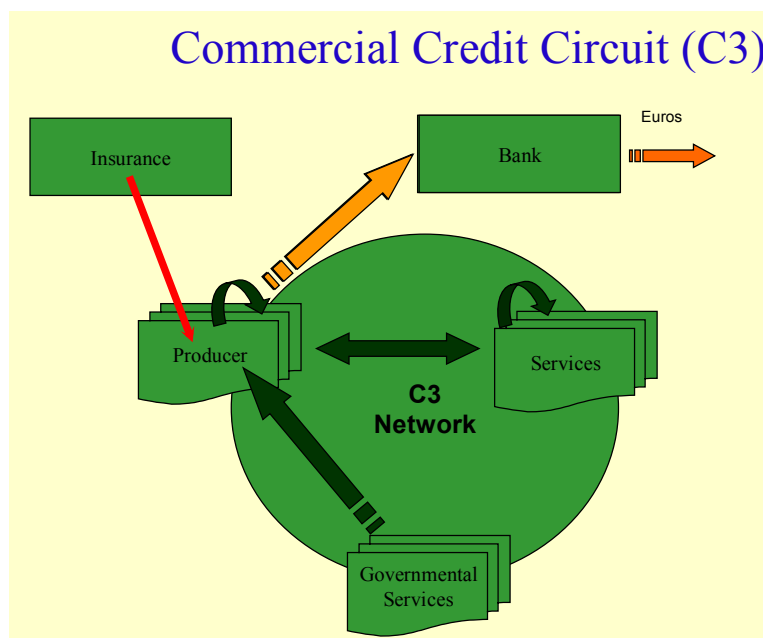 Commercial Credit Circuit (C3)
Euros
Insurance
Bank
Producer
Services
C3
Network
Governmental
Services